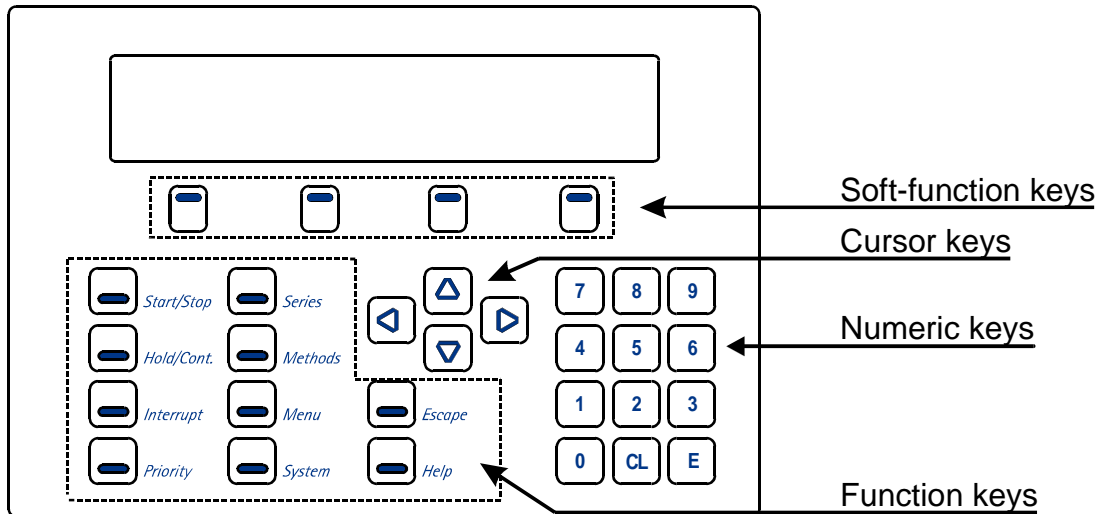 Soft-function keys
Cursor keys
Start/Stop Series 7 8 9
Hold/Cont. Methods 4 5 6
Numeric keys
Interrupt Menu Escape 1 2 3
Priority System Help 0 CL E
Function keys